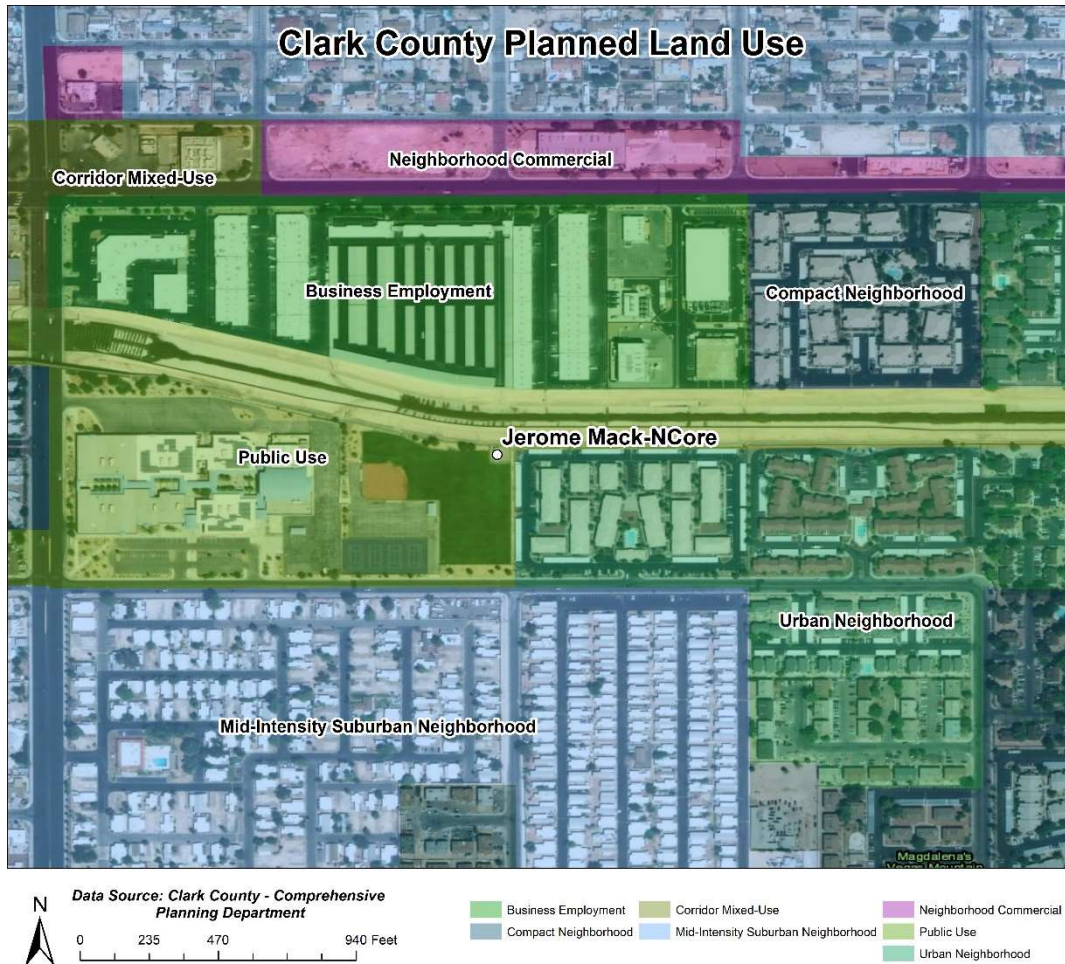 Clark County Planned Land Use
Neighborhood Commercial
Corridor Mixed-Use
Business Employment
Compact Neighborhood
Jerome Mack-NCore
Public Use
Urban Neighborhood
Mid-Intensity Suburban Neighborhood
Magdalena's
Vegas Mountain
N
Data Source: Clark County - Comprehensive
Planning Department
0 235 470 940 Feet
Business Employment
Compact Neighborhood
Corridor Mixed-Use
Mid-Intensity Suburban Neighborhood
Neighborhood Commercial
Public Use
Urban Neighborhood